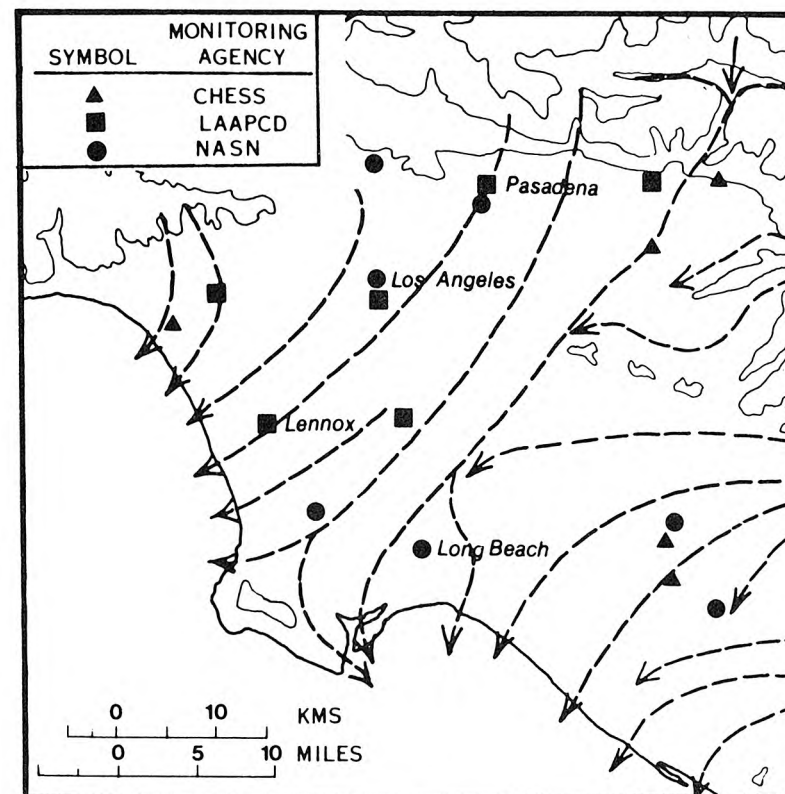 MONITORING
SYMBOL AGENCY
CHESS
LAAPCD
NASN
Pasadena
Los Angeles
Lennox
Long Beach
0 10 KMS
0 5 10 MILES